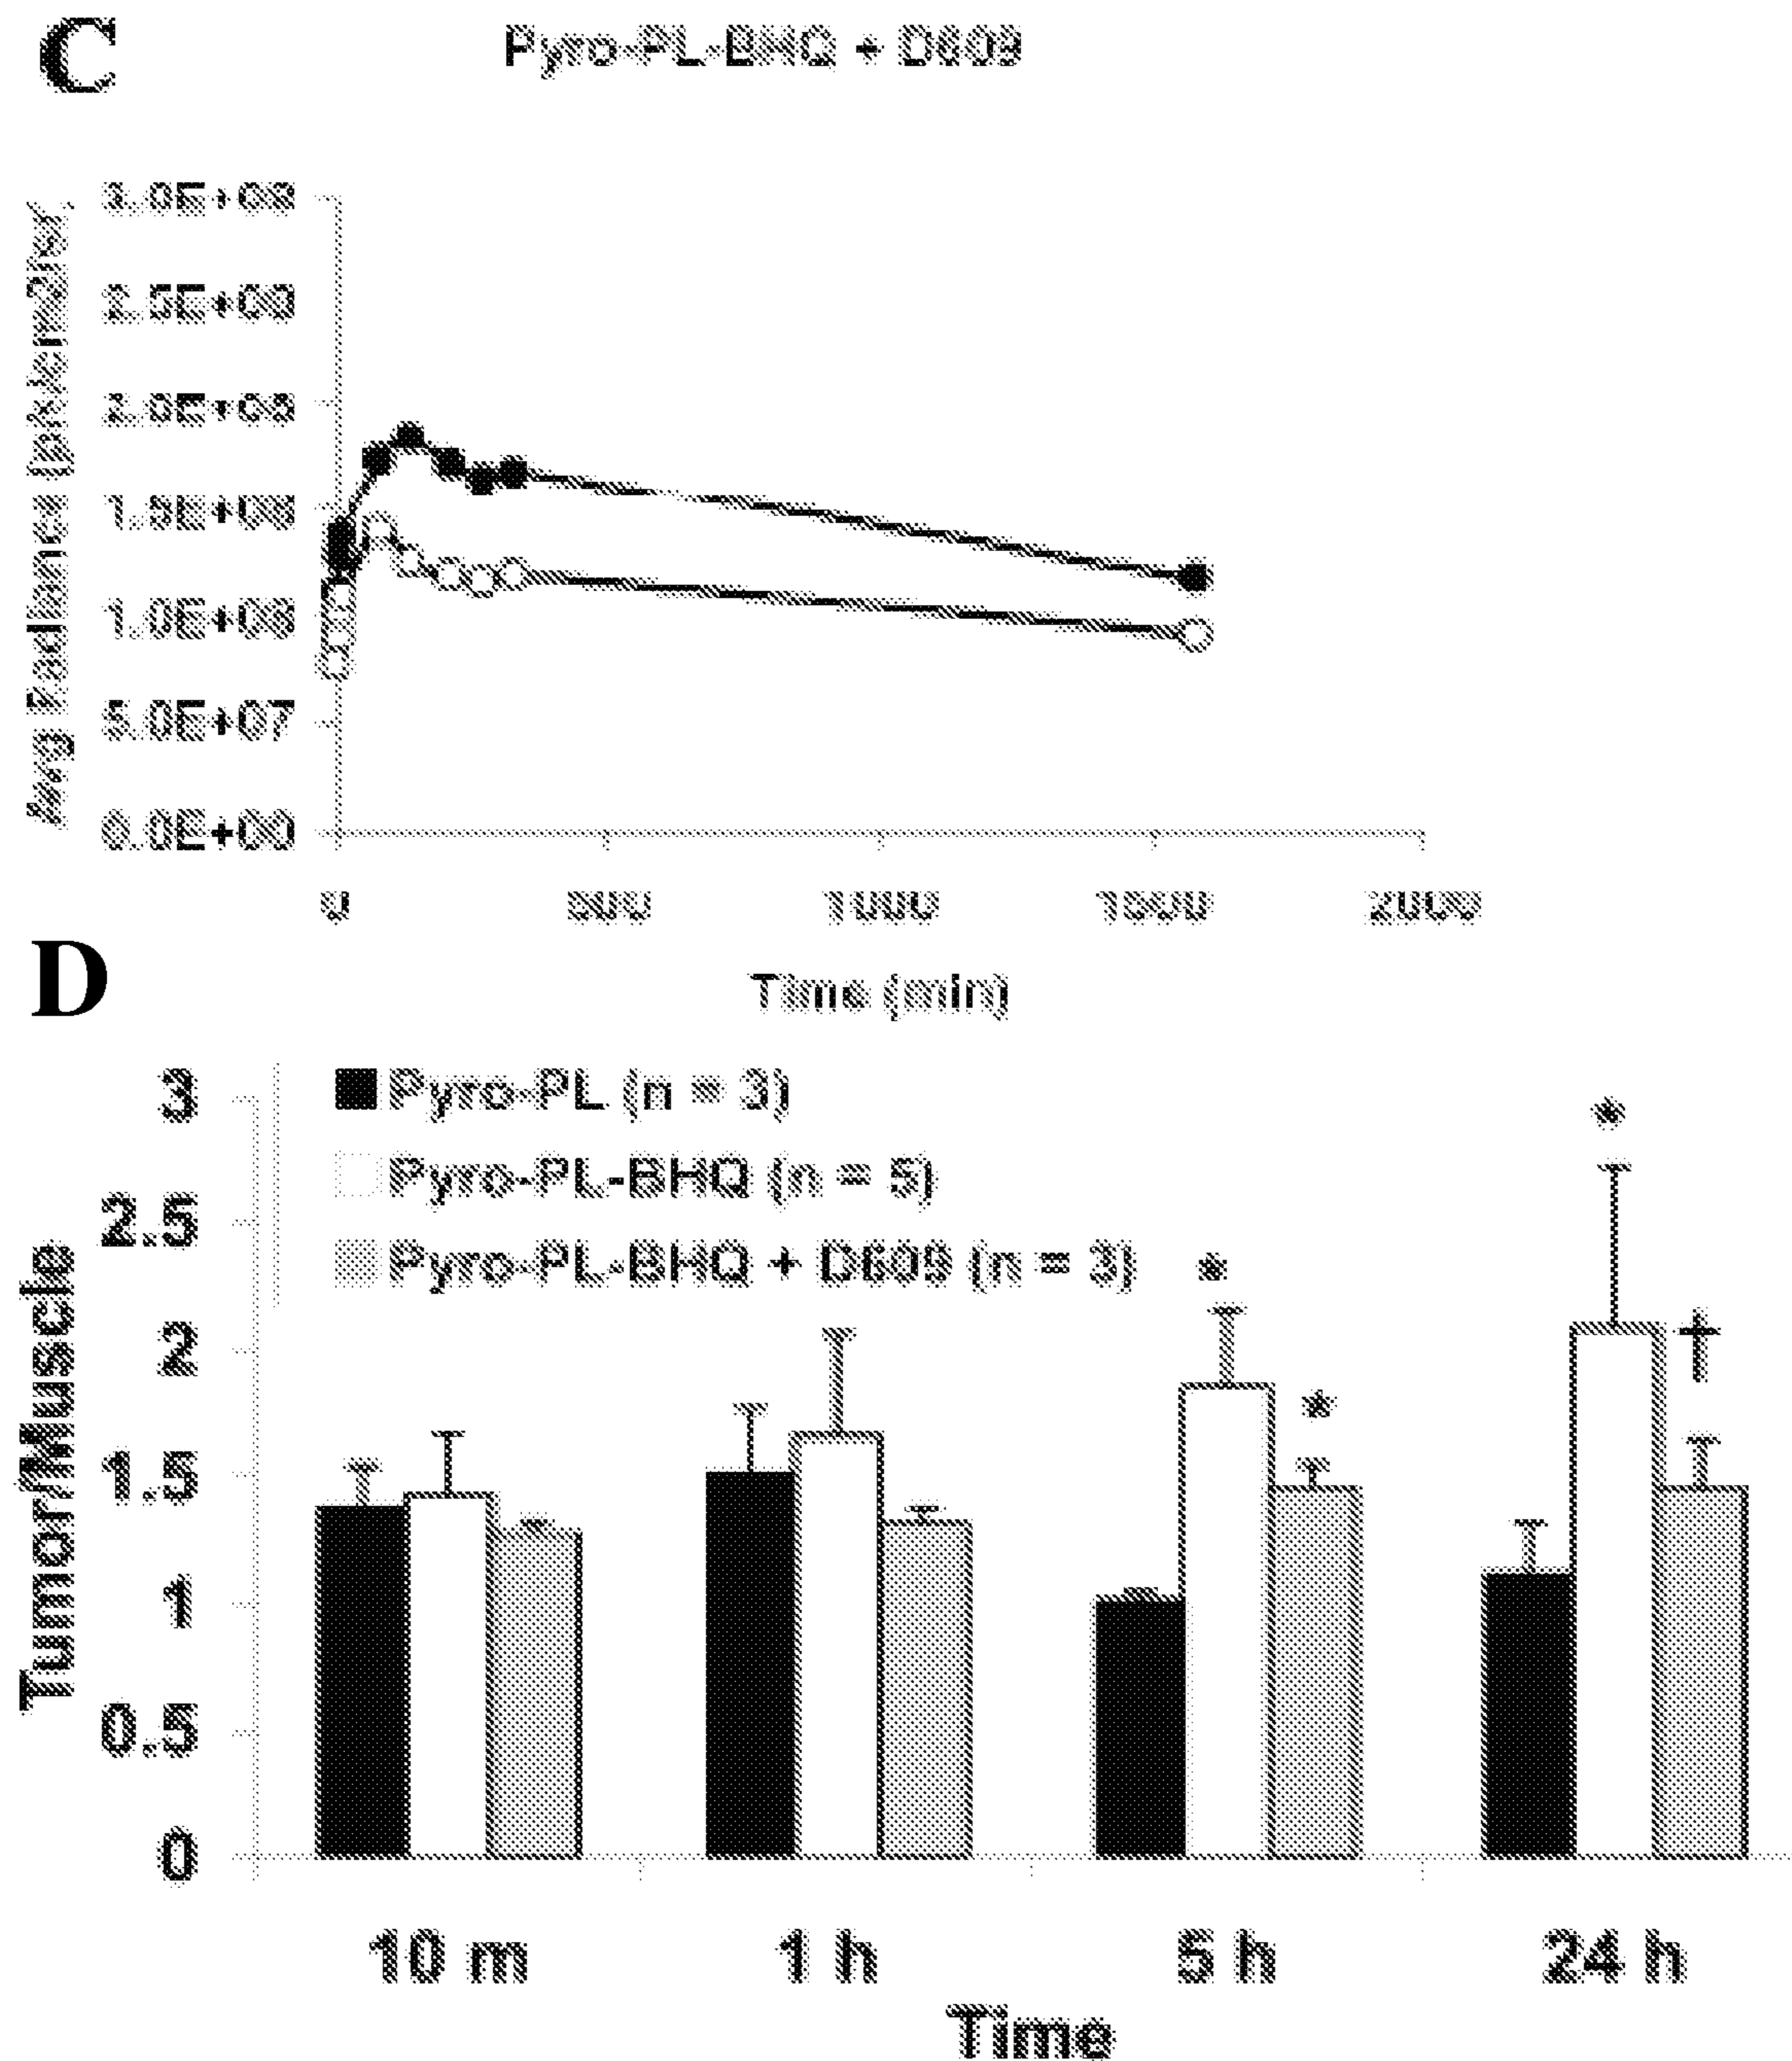 C
Pyro-PL-BHQ + D609
Avg Radiance
3.0E+08
2.5E+08
2.0E+08
1.5E+08
1.0E+08
5.0E+07
0.0E+00
0 500 1000 1500 2000
Time (min)
D
Tumor/Muscle
3
2.5
2
1.5
1
0.5
0
Pyro-PL (n = 3)
Pyro-PL-BHQ (n = 5)
Pyro-PL-BHQ + D609 (n = 3)
*
*
*
†
10 m 1 h 5 h 24 h
Time